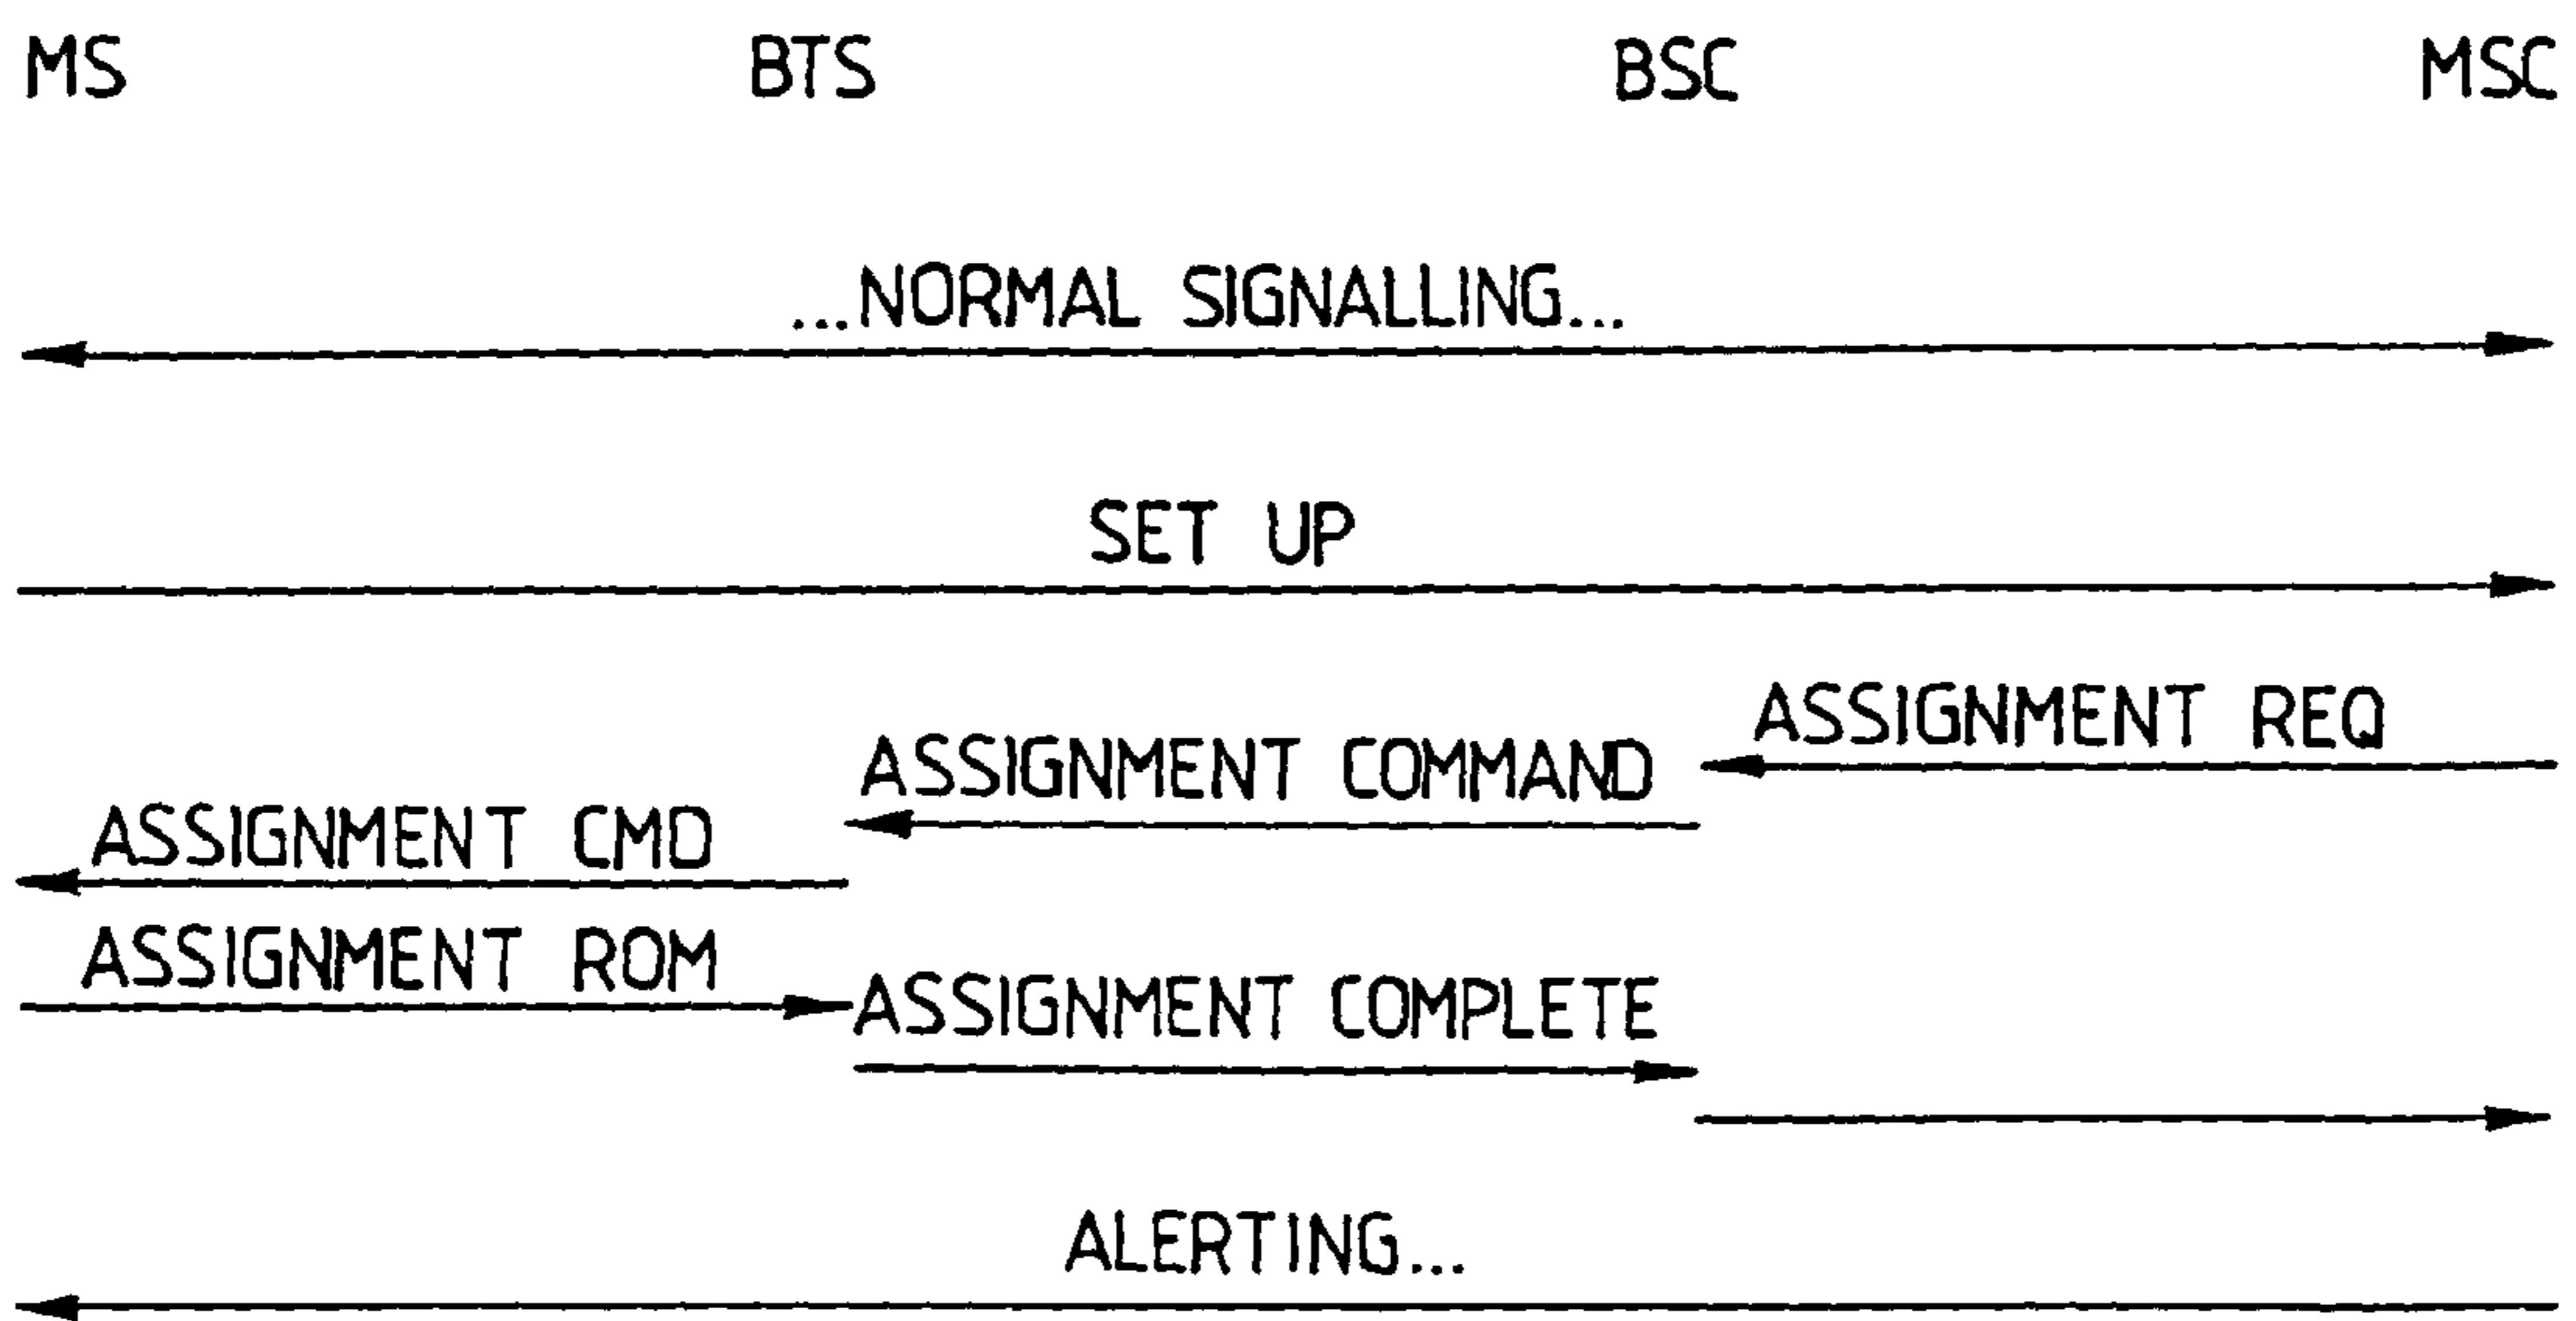 MS BTS BSC MSC
...NORMAL SIGNALLING...
SET UP
ASSIGNMENT REQ
ASSIGNMENT COMMAND
ASSIGNMENT CMD
ASSIGNMENT ROM
ASSIGNMENT COMPLETE
ALERTING...